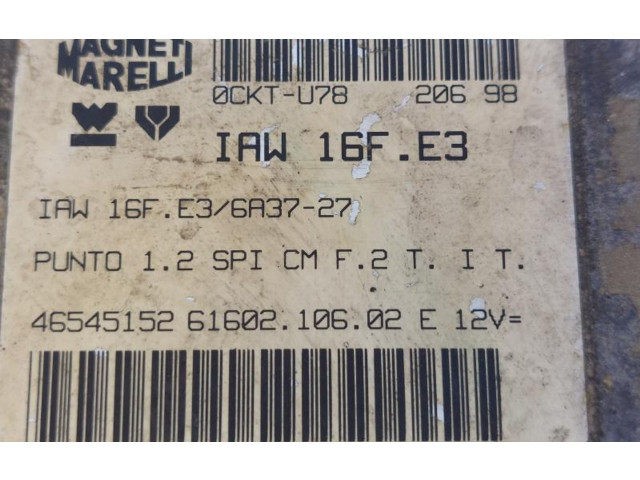 MAGNETI
MARELLI
0CKT-U78 206 98
IAW 16F.E3
IAW 16F.E3/6A37-27
PUNTO 1.2 SPI CM F.2 T. I T.
46545152 61602.106.02 E 12V=